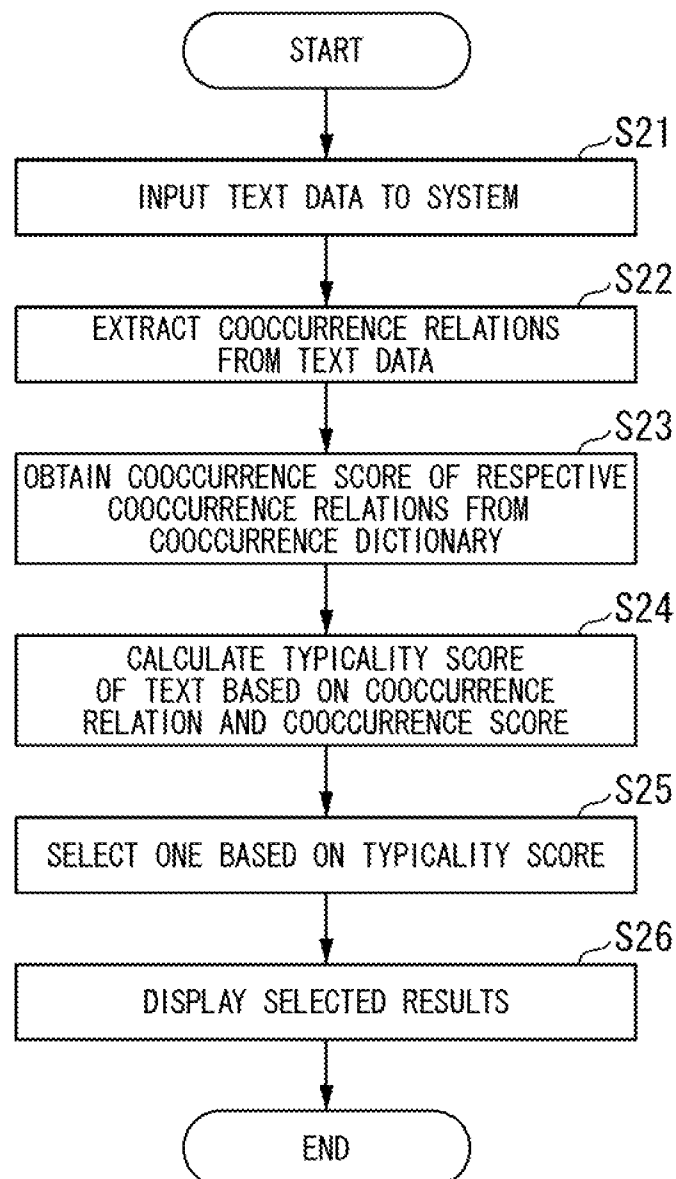 START
S21
INPUT TEXT DATA TO SYSTEM
S22
EXTRACT COOCCURRENCE RELATIONS
FROM TEXT DATA
S23
OBTAIN COOCCURRENCE SCORE OF RESPECTIVE
COOCCURRENCE RELATIONS FROM
COOCCURRENCE DICTIONARY
S24
CALCULATE TYPICALITY SCORE
OF TEXT BASED ON COOCCURRENCE
RELATION AND COOCCURRENCE SCORE
S25
SELECT ONE BASED ON TYPICALITY SCORE
S26
DISPLAY SELECTED RESULTS
END